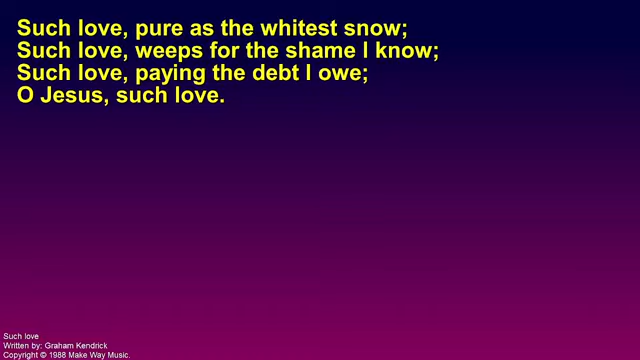 Such love, pure as the whitest snow;
Such love, weeps for the shame I know;
Such love, paying the debt I owe;
O Jesus, such love.
Such love
Written by: Graham Kendrick
Copyright © 1988 Make Way Music.